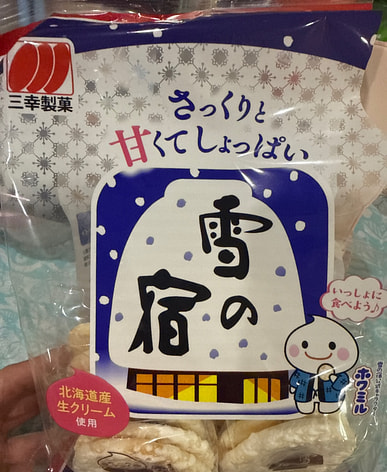 三幸製菓
さっくりと
甘くてしょっぱい
雪の
宿
いっしょに
食べよう♪
ホワミル
北海道産
生クリーム
使用